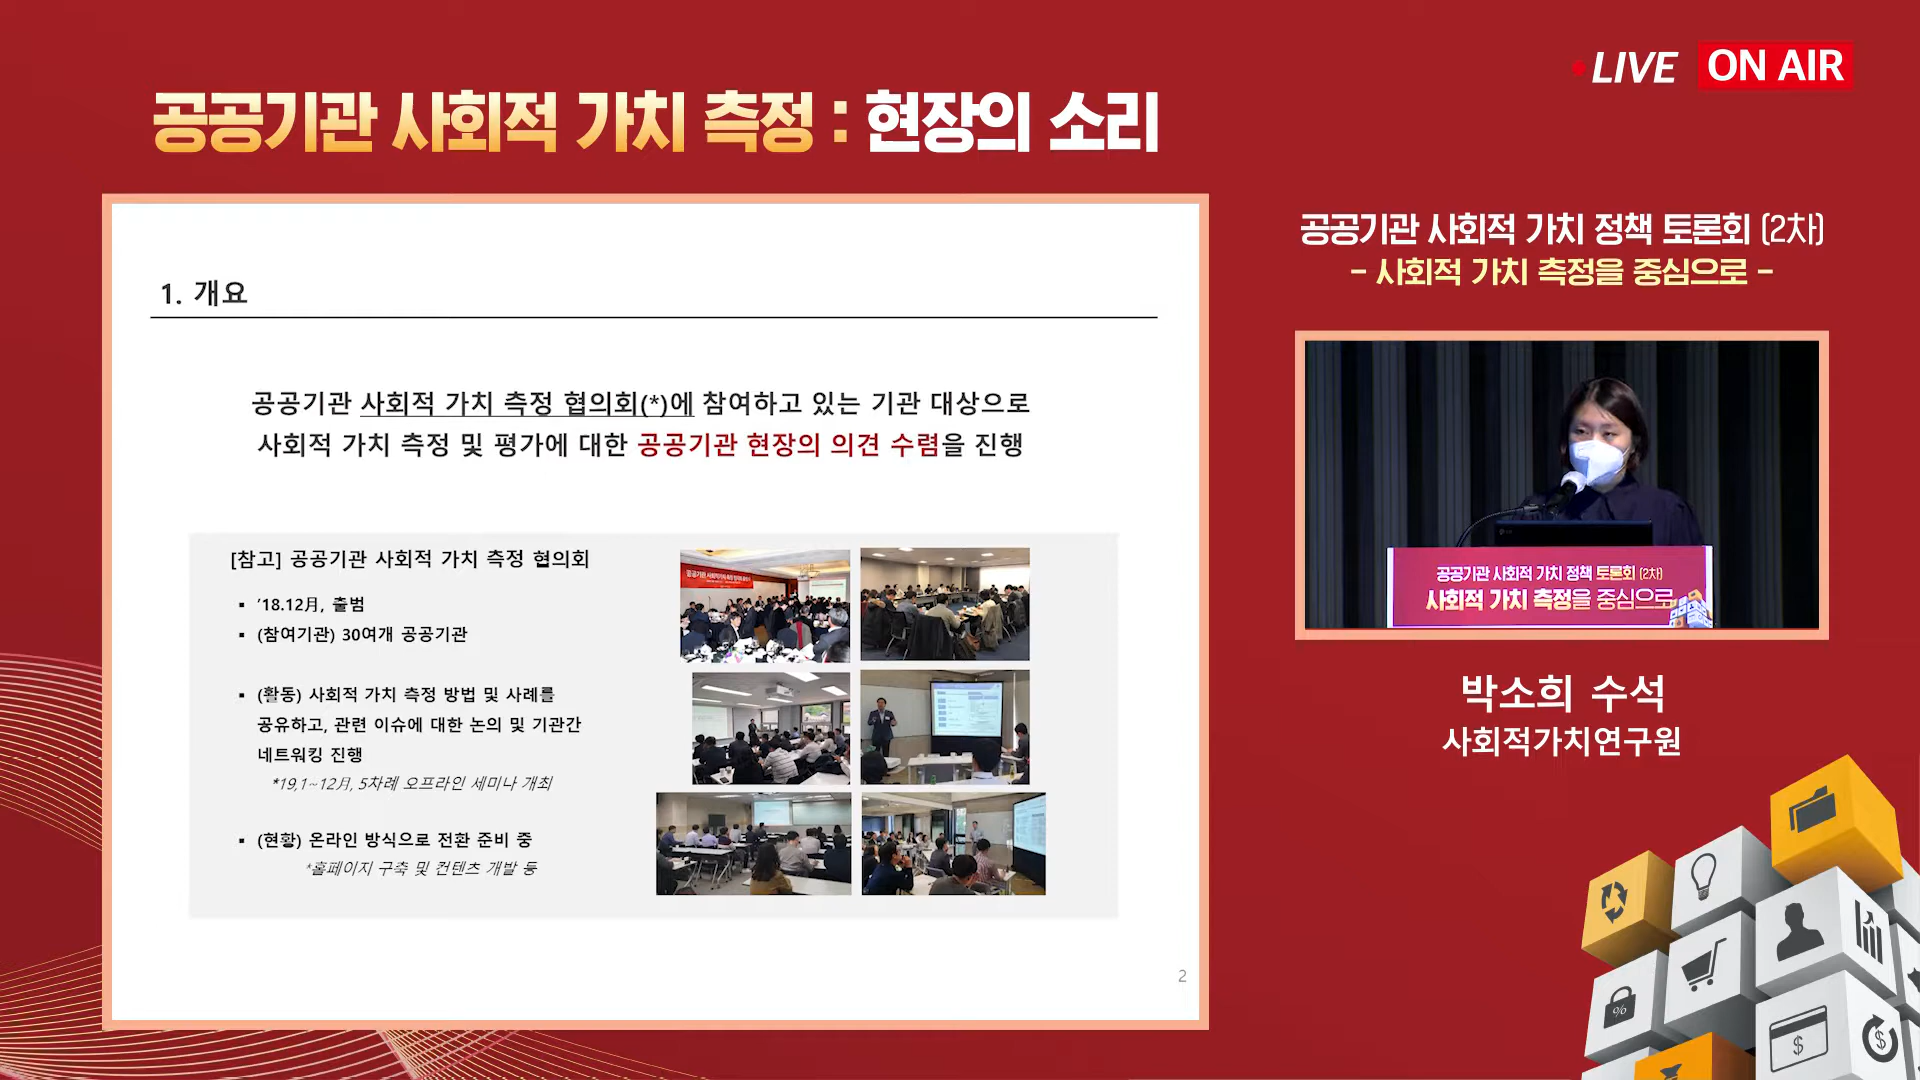 LIVE ON AIR
공공기관 사회적 가치 측정 : 현장의 소리
1. 개요
공공기관 사회적 가치 측정 협의회(*)에 참여하고 있는 기관 대상으로
사회적 가치 측정 및 평가에 대한 공공기관 현장의 의견 수렴을 진행
[참고] 공공기관 사회적 가치 측정 협의회
▪ ’18.12月, 출범
▪ (참여기관) 30여개 공공기관
▪ (활동) 사회적 가치 측정 방법 및 사례를
공유하고, 관련 이슈에 대한 논의 및 기관간
네트워킹 진행
*19,1~12月, 5차례 오프라인 세미나 개최
▪ (현황) 온라인 방식으로 전환 준비 중
*홈페이지 구축 및 컨텐츠 개발 등
2
공공기관 사회적 가치 정책 토론회 (2차)
- 사회적 가치 측정을 중심으로 -
공공기관 사회적 가치 정책 토론회 (2차)
사회적 가치 측정을 중심으로
박소희 수석
사회적가치연구원
%
$
$